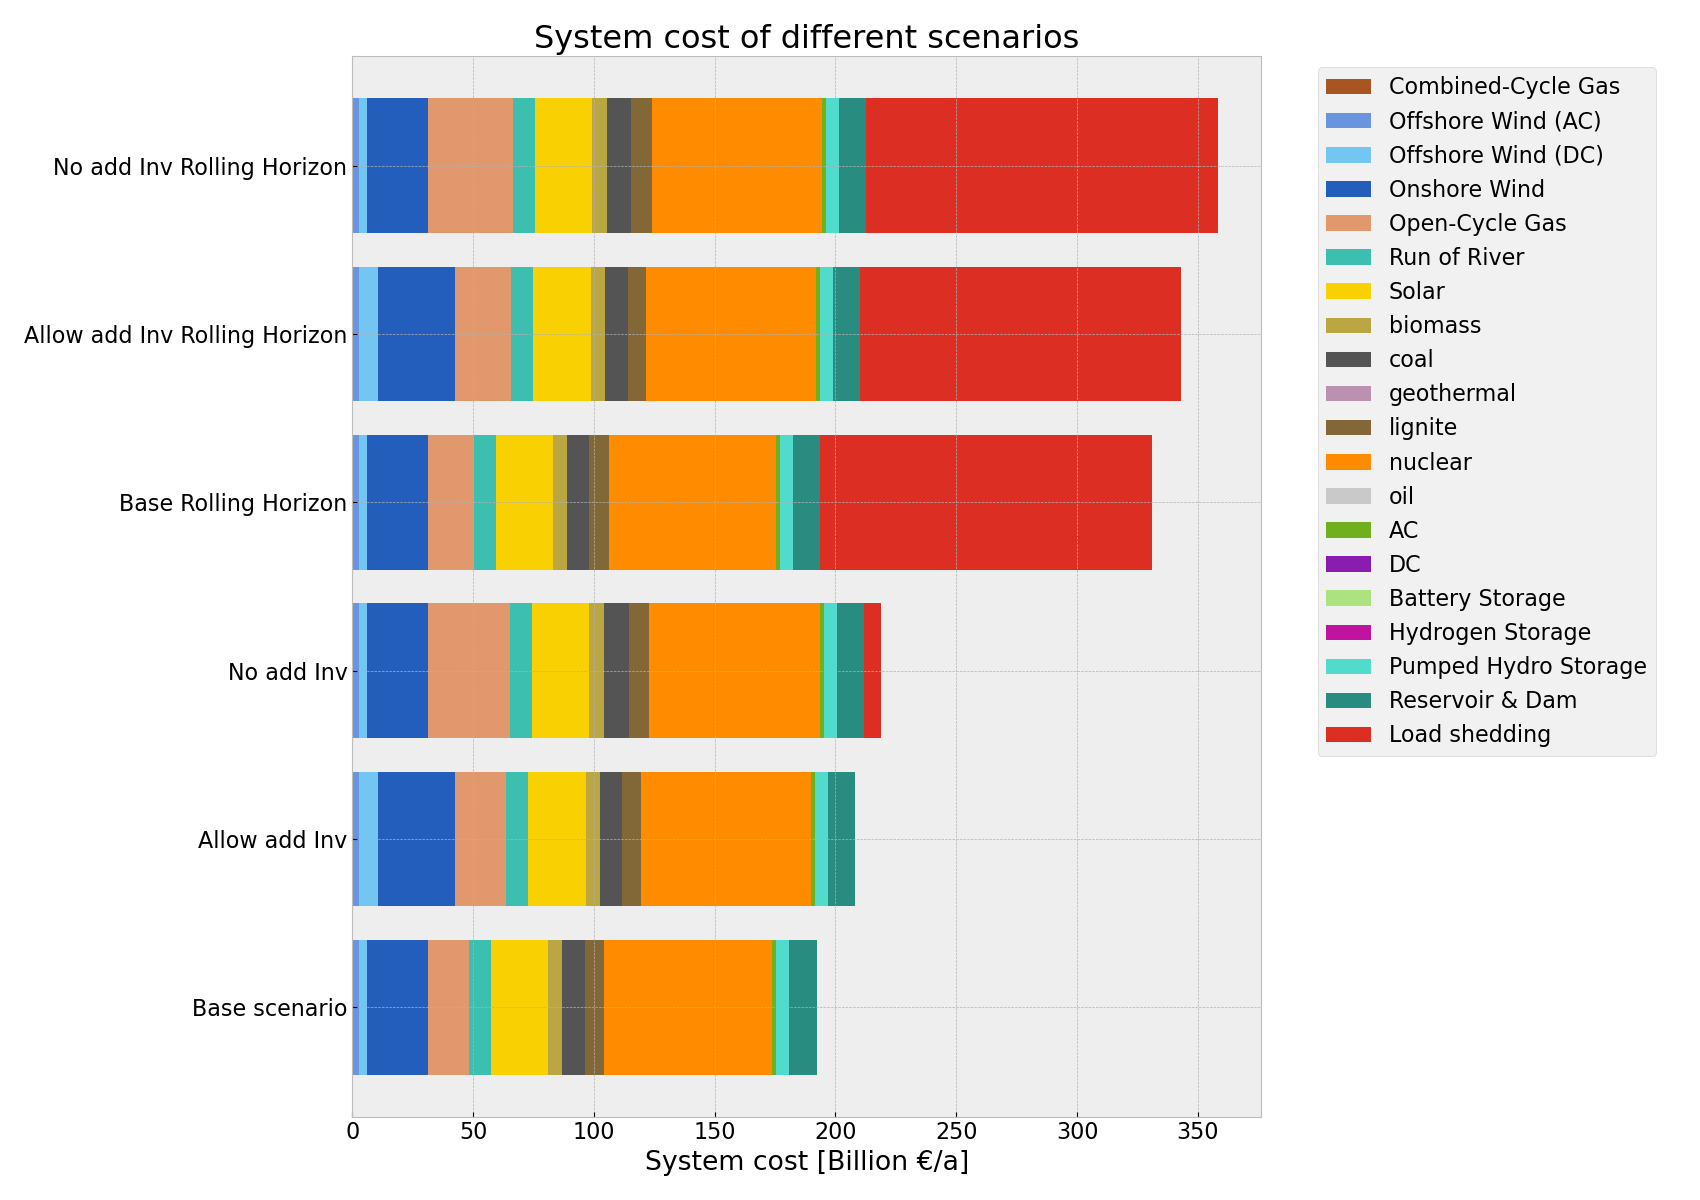 System cost of different scenarios
No add Inv Rolling Horizon
Allow add Inv Rolling Horizon
Base Rolling Horizon
No add Inv
Allow add Inv
Base scenario
0 50 100 150 200 250 300 350
System cost [Billion €/a]
Combined-Cycle Gas
Offshore Wind (AC)
Offshore Wind (DC)
Onshore Wind
Open-Cycle Gas
Run of River
Solar
biomass
coal
geothermal
lignite
nuclear
oil
AC
DC
Battery Storage
Hydrogen Storage
Pumped Hydro Storage
Reservoir & Dam
Load shedding